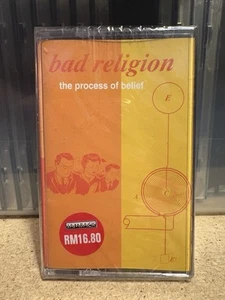 bad religion
the process of belief
E
RM16.80